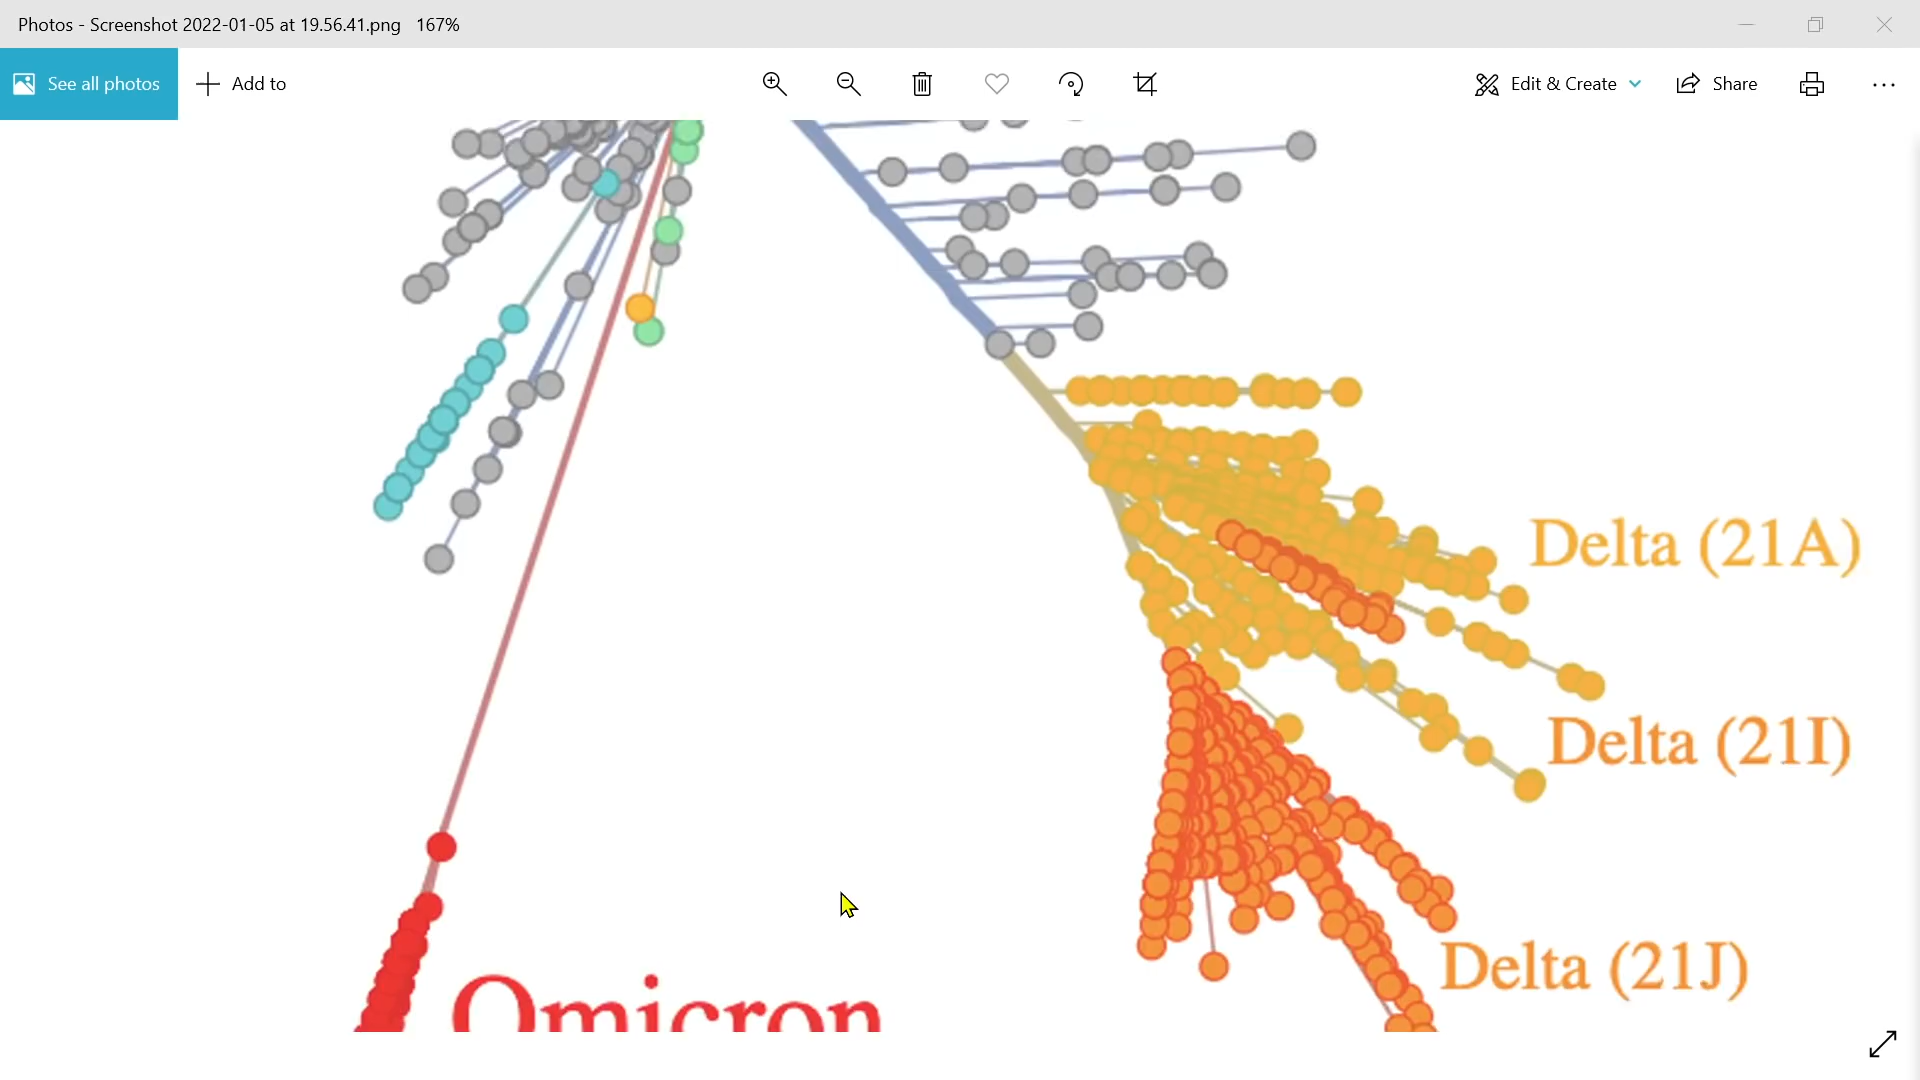 Photos - Screenshot 2022-01-05 at 19.56.41.png 167%
See all photos
Add to
Edit & Create
Share
Delta (21A)
Delta (21I)
Delta (21J)
Omicron